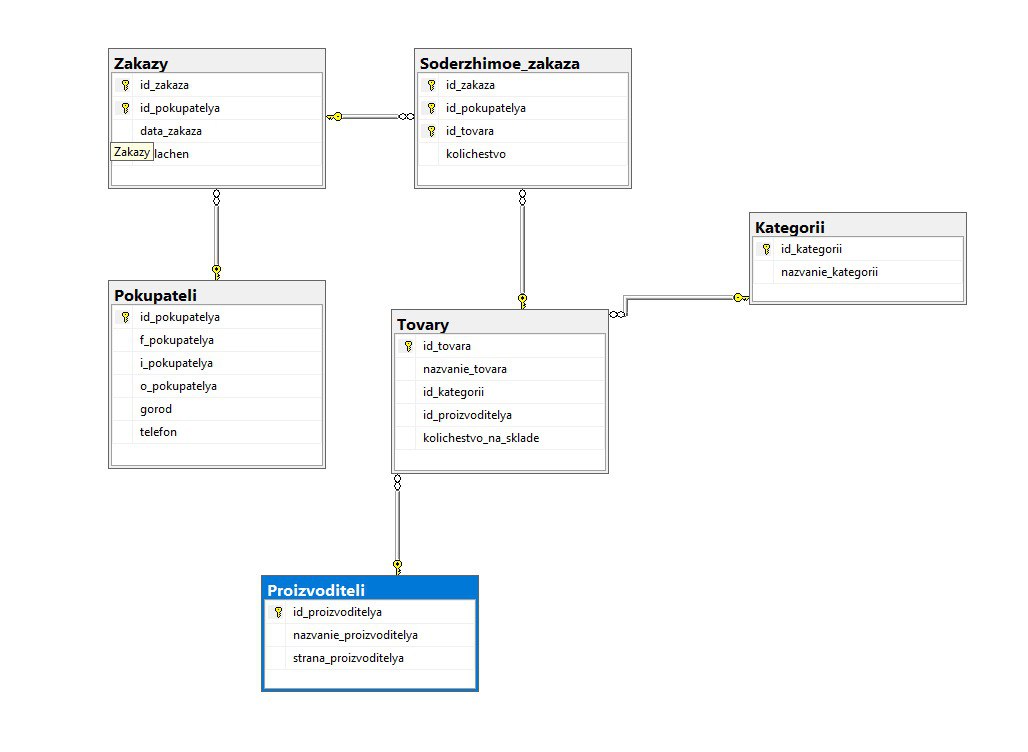 Zakazy
id_zakaza
id_pokupatelya
data_zakaza
Zakazy
lachen
Soderzhimoe_zakaza
id_zakaza
id_pokupatelya
id_tovara
kolichestvo
Kategorii
id_kategorii
nazvanie_kategorii
Pokupateli
id_pokupatelya
f_pokupatelya
i_pokupatelya
o_pokupatelya
gorod
telefon
Tovary
id_tovara
nazvanie_tovara
id_kategorii
id_proizvoditelya
kolichestvo_na_sklade
Proizvoditeli
id_proizvoditelya
nazvanie_proizvoditelya
strana_proizvoditelya